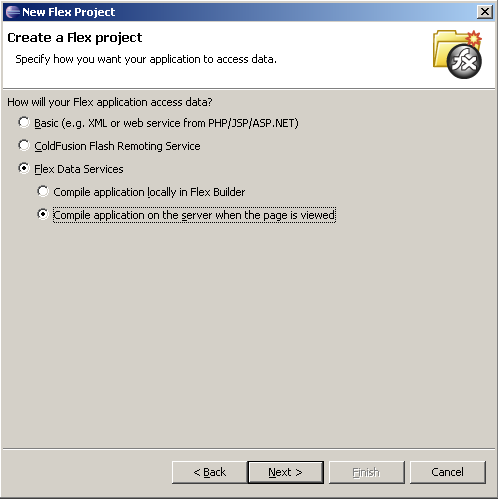 New Flex Project
Create a Flex project
Specify how you want your application to access data.
fx
How will your Flex application access data?
Basic (e.g. XML or web service from PHP/JSP/ASP.NET)
ColdFusion Flash Remoting Service
Flex Data Services
Compile application locally in Flex Builder
Compile application on the server when the page is viewed
< Back Next > Finish Cancel